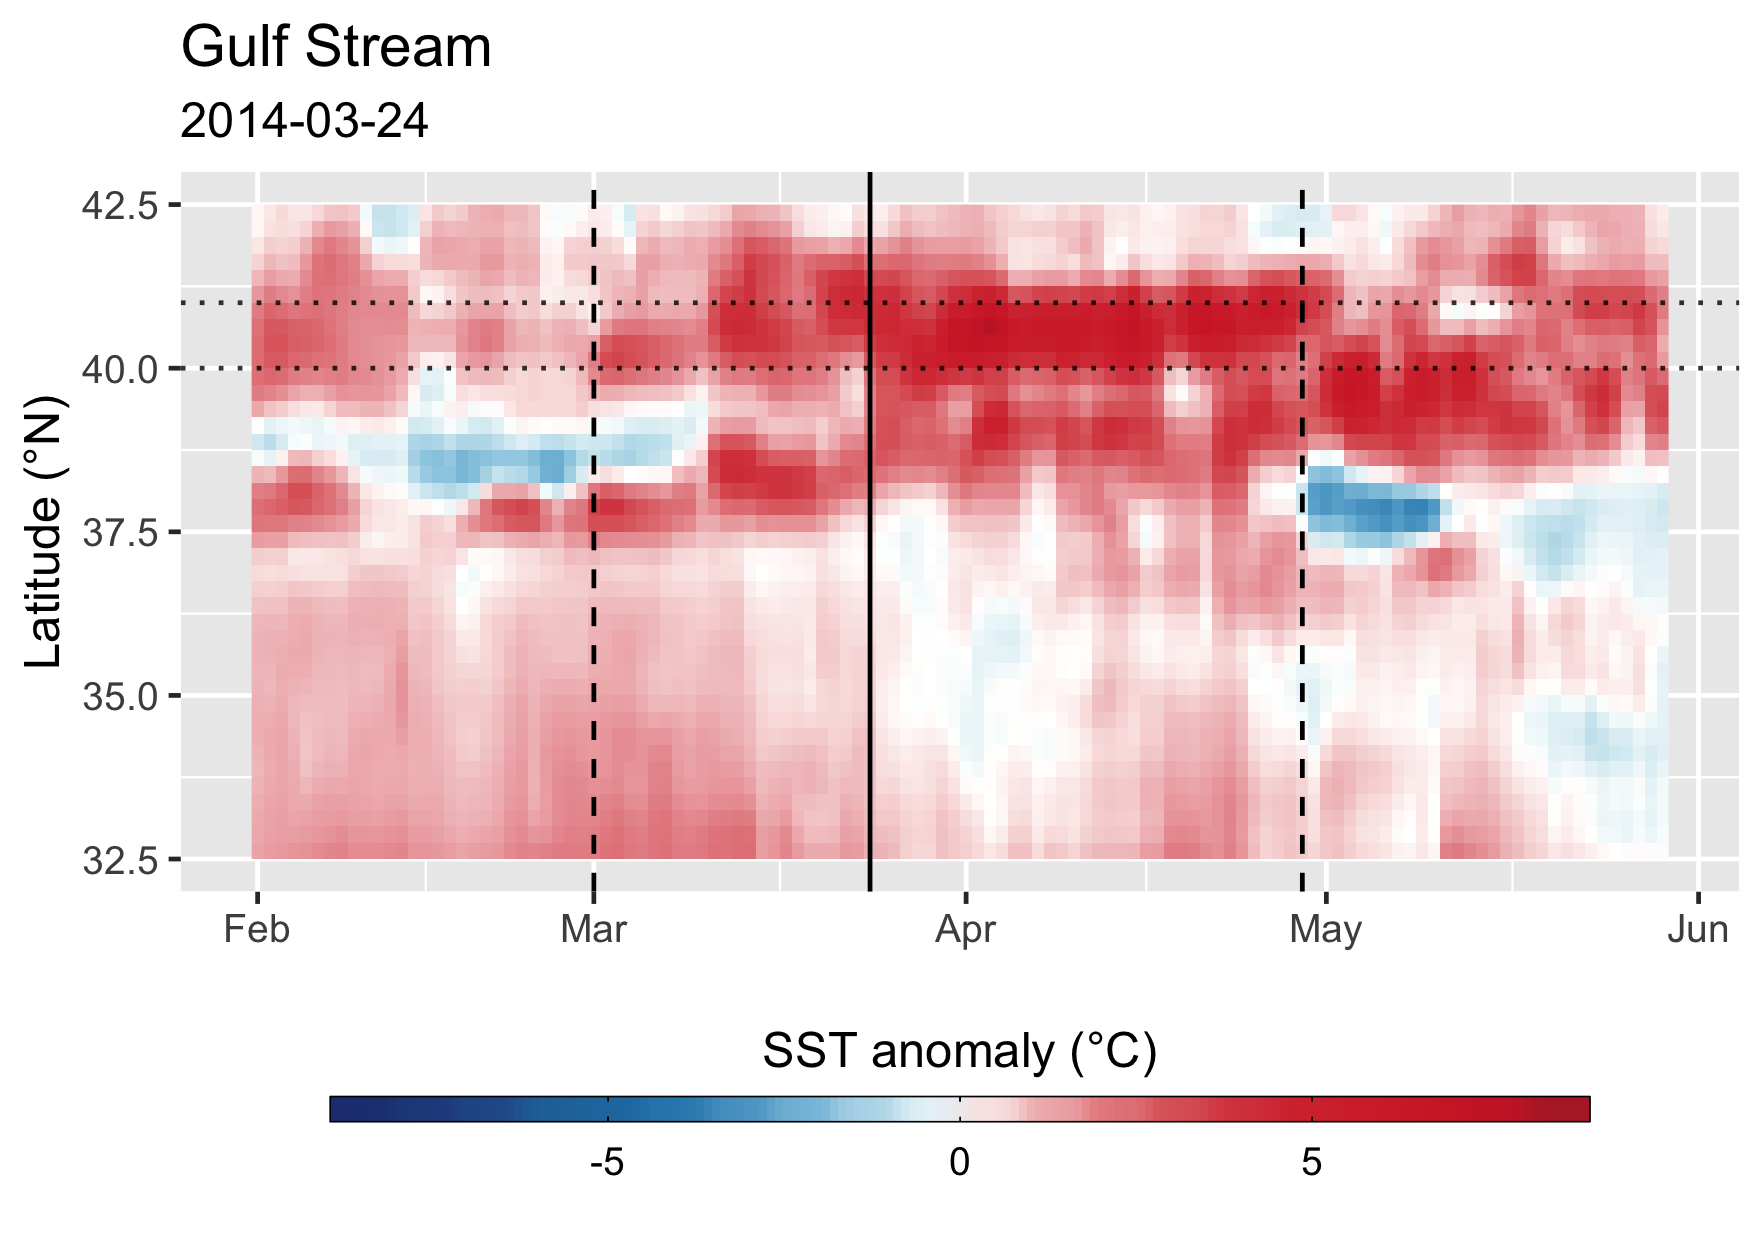 Gulf Stream
2014-03-24
Latitude (°N)
42.5
40.0
37.5
35.0
32.5
Feb Mar Apr May Jun
SST anomaly (°C)
-5 0 5